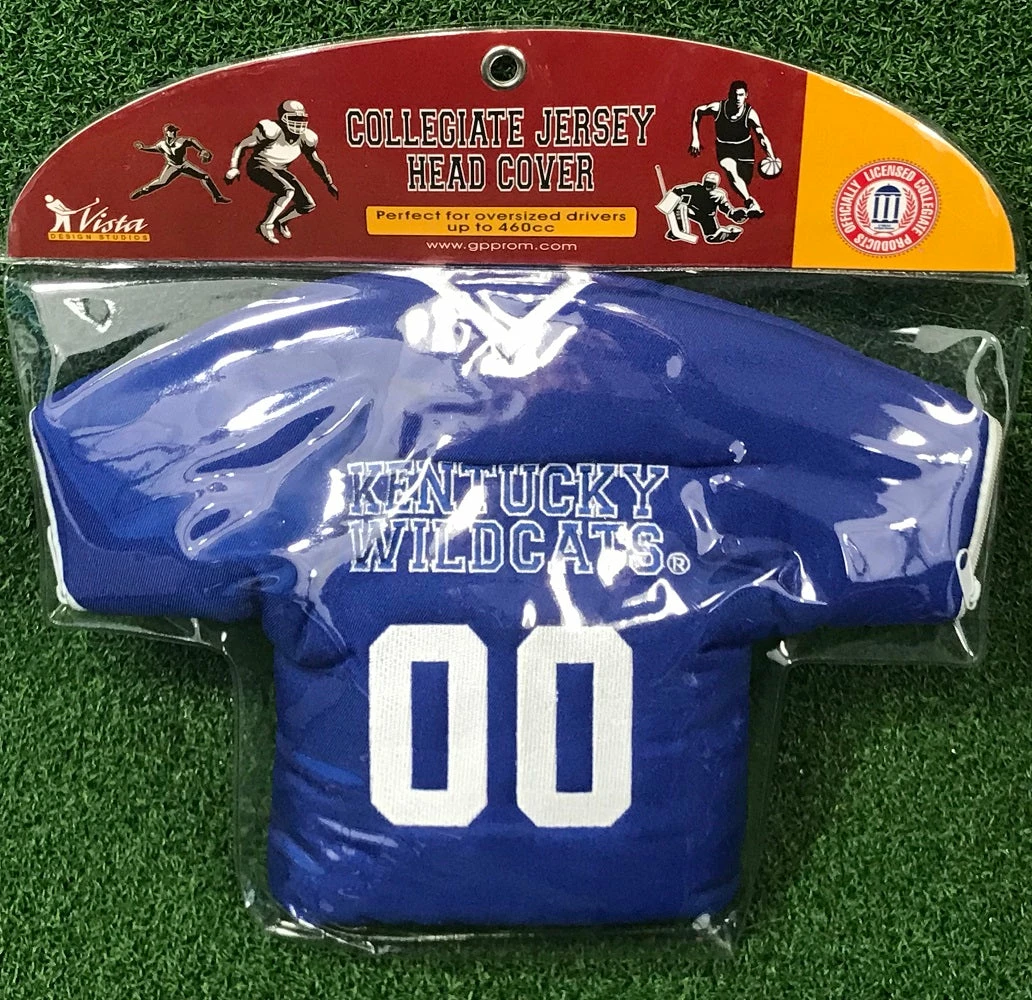 COLLEGIATE JERSEY
HEAD COVER
Perfect for oversized drivers
up to 460cc
www.gpprom.com
Vista
DESIGN STUDIOS
OFFICIALLY LICENSED COLLEGIATE PRODUCTS
KENTUCKY
WILDCATS®
00